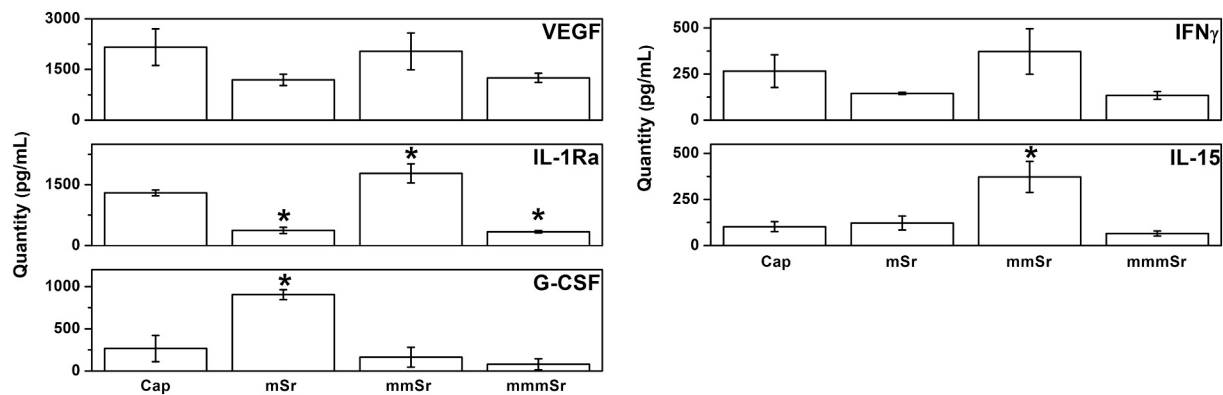 Quantity (pg/mL)
3000
1500
0
VEGF
1500
0
IL-1Ra
*
*
*
1000
500
0
G-CSF
*
Cap mSr mmSr mmmSr
Quantity (pg/mL)
500
250
0
IFNγ
500
250
0
IL-15
*
Cap mSr mmSr mmmSr